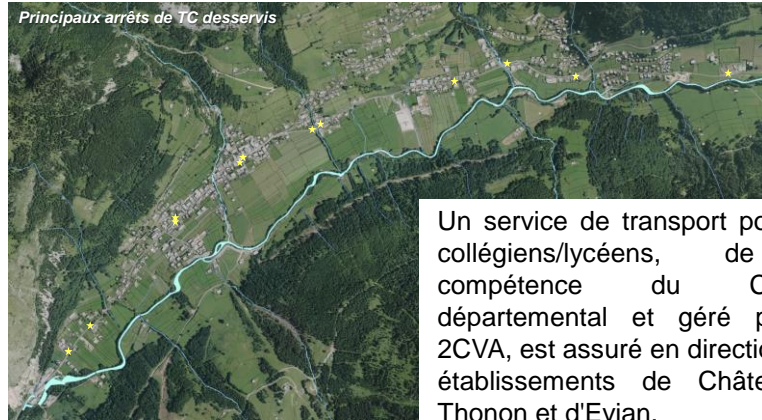 Principaux arrêts de TC desservis
Un service de transport po
collégiens/lycéens, de
compétence du C
départemental et géré p
2CVA, est assuré en directio
établissements de Châte
Thonon et d'Evian.